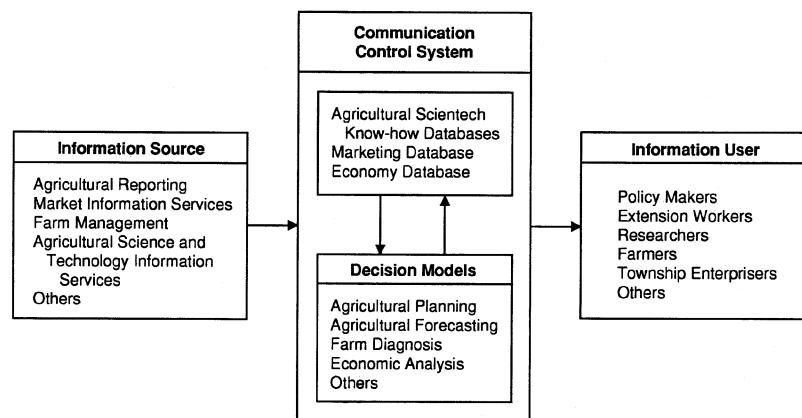 Information Source
Agricultural Reporting
Market Information Services
Farm Management
Agricultural Science and
Technology Information
Services
Others
Communication
Control System
Agricultural Scientech
Know-how Databases
Marketing Database
Economy Database
Decision Models
Agricultural Planning
Agricultural Forecasting
Farm Diagnosis
Economic Analysis
Others
Information User
Policy Makers
Extension Workers
Researchers
Farmers
Township Enterprisers
Others